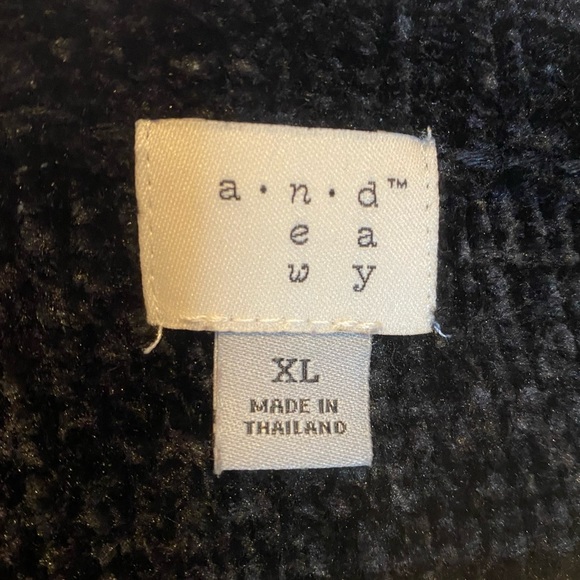 a • n • d™
e a
w y
XL
MADE IN
THAILAND